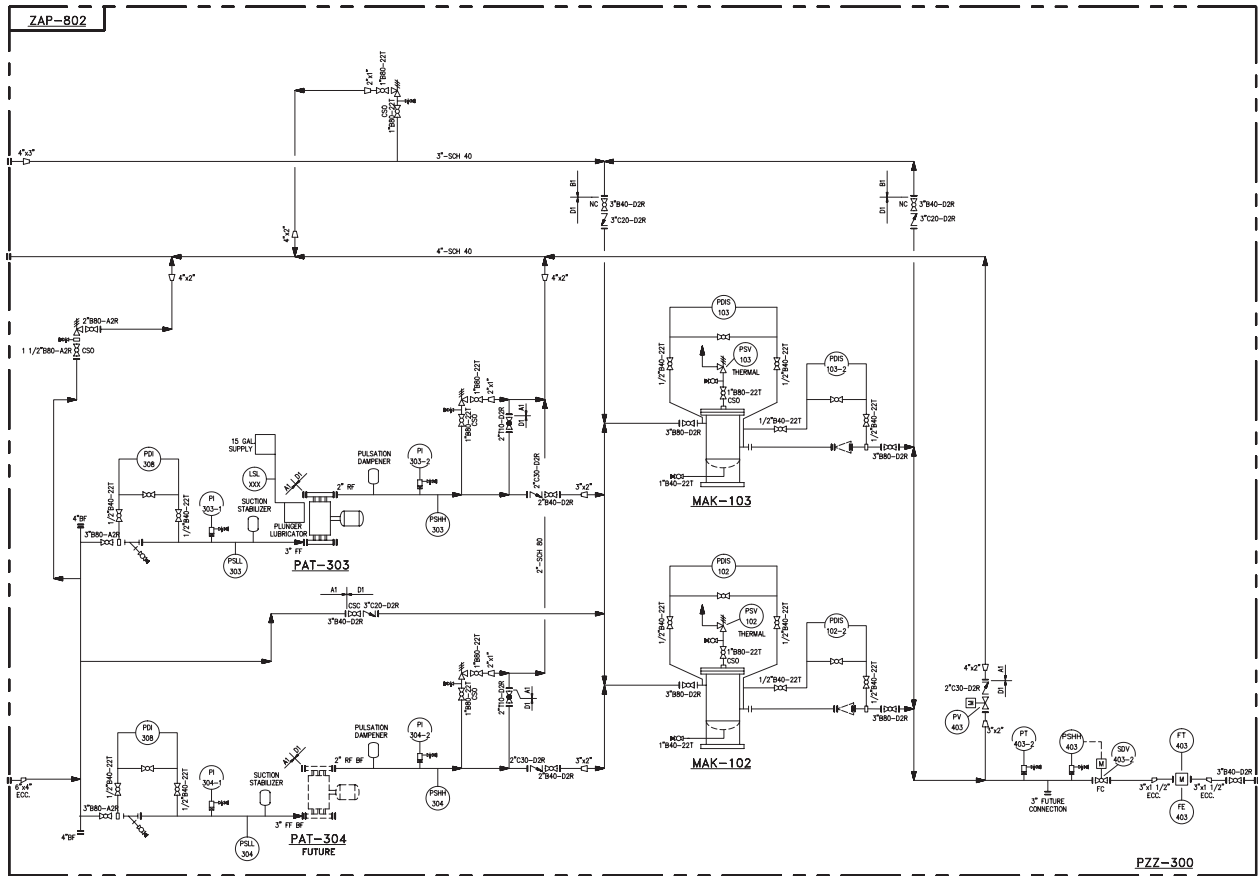 ZAP-802
2"x1"
1"B80-22T
CSO
1"B80-22T
4"x3"
3"-SCH 40
B1
D1
NC
3"B40-D2R
3"C20-D2R
B1
D1
NC
3"B40-D2R
3"C20-D2R
4"x2"
4"-SCH 40
4"x2"
4"x2"
2"B80-A2R
1 1/2"B80-A2R
CSO
PDIS
103
1/2"B40-22T
1/2"B40-22T
PSV
103
THERMAL
1"B80-22T
CSO
PDIS
103-2
1/2"B40-22T
1/2"B40-22T
3"B80-D2R
3"B80-D2R
1"B40-22T
MAK-103
1"B80-22T
2"x1"
1"B80-22T
CSO
2"T10-D2R
A1
D1
15 GAL
SUPPLY
LSL
XXX
PDI
308
1/2"B40-22T
1/2"B40-22T
PI
303-1
SUCTION
STABILIZER
PLUNGER
LUBRICATOR
A1
D1
2" RF
PULSATION
DAMPENER
PI
303-2
PSHH
303
2"C30-D2R
2"B40-D2R
3"x2"
4"BF
3"B80-A2R
PSLL
303
3" FF
PAT-303
2"-SCH 80
A1
D1
CSC
3"C20-D2R
3"B40-D2R
PDIS
102
1/2"B40-22T
1/2"B40-22T
PSV
102
THERMAL
1"B80-22T
CSO
PDIS
102-2
1/2"B40-22T
1/2"B40-22T
3"B80-D2R
3"B80-D2R
1"B40-22T
MAK-102
1"B80-22T
2"x1"
1"B80-22T
CSO
2"T10-D2R
A1
D1
PDI
308
1/2"B40-22T
1/2"B40-22T
PI
304-1
SUCTION
STABILIZER
A1
D1
2" RF BF
PULSATION
DAMPENER
PI
304-2
PSHH
304
2"C30-D2R
2"B40-D2R
3"x2"
6"x4"
ECC.
3"B80-A2R
4"BF
PSLL
304
3" FF BF
PAT-304
FUTURE
4"x2"
2"C30-D2R
A1
D1
M
PV
403
3"x2"
PT
403-2
3" FUTURE
CONNECTION
PSHH
403
M
SDV
403-2
FC
3"x1 1/2"
ECC.
FT
403
M
FE
403
3"x1 1/2"
ECC.
3"B40-D2R
PZZ-300